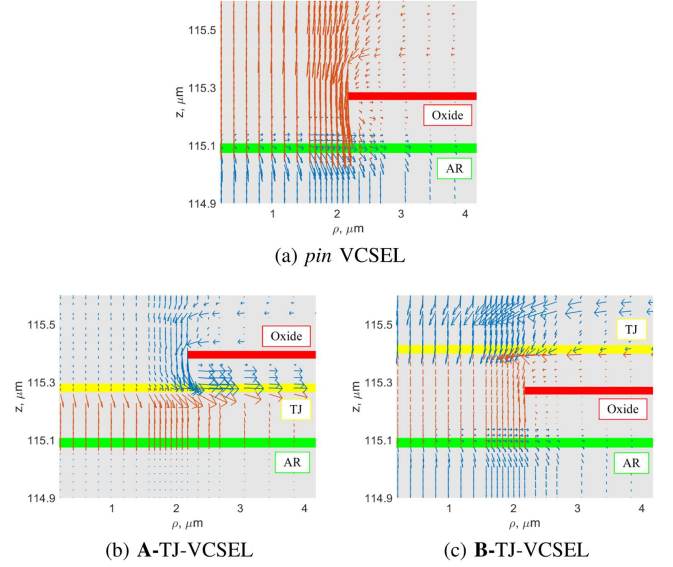 115.5
115.3
115.1
114.9
z, μm
Oxide
AR
1 2 3 4
ρ, μm
(a) pin VCSEL
115.5
115.3
115.1
114.9
z, μm
Oxide
TJ
AR
1 2 3 4
ρ, μm
(b) A-TJ-VCSEL
115.5
115.3
115.1
114.9
z, μm
TJ
Oxide
AR
1 2 3 4
ρ, μm
(c) B-TJ-VCSEL